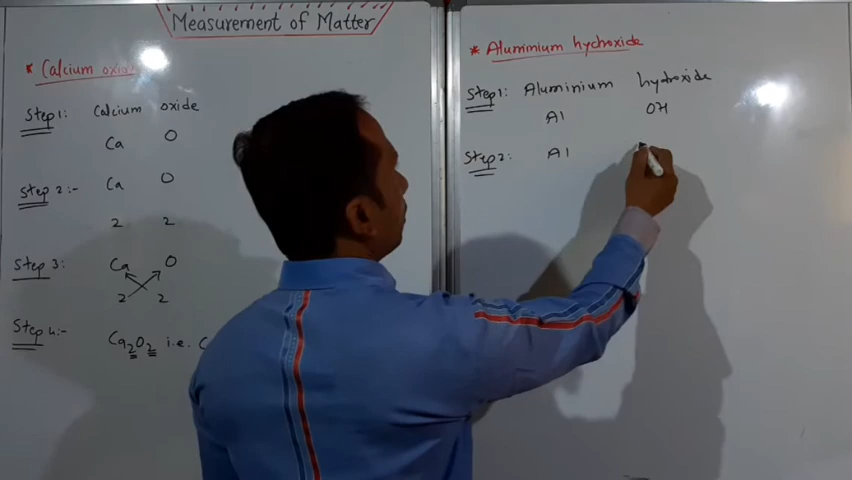 Measurement of Matter
* Calcium oxide
Step 1: Calcium oxide
Ca O
Step 2:- Ca O
2 2
Step 3: Ca O
2 2
Step 4:- Ca2O2 i.e. C
* Aluminium hydroxide
Step 1: Aluminium hydroxide
Al OH
Step 2: Al